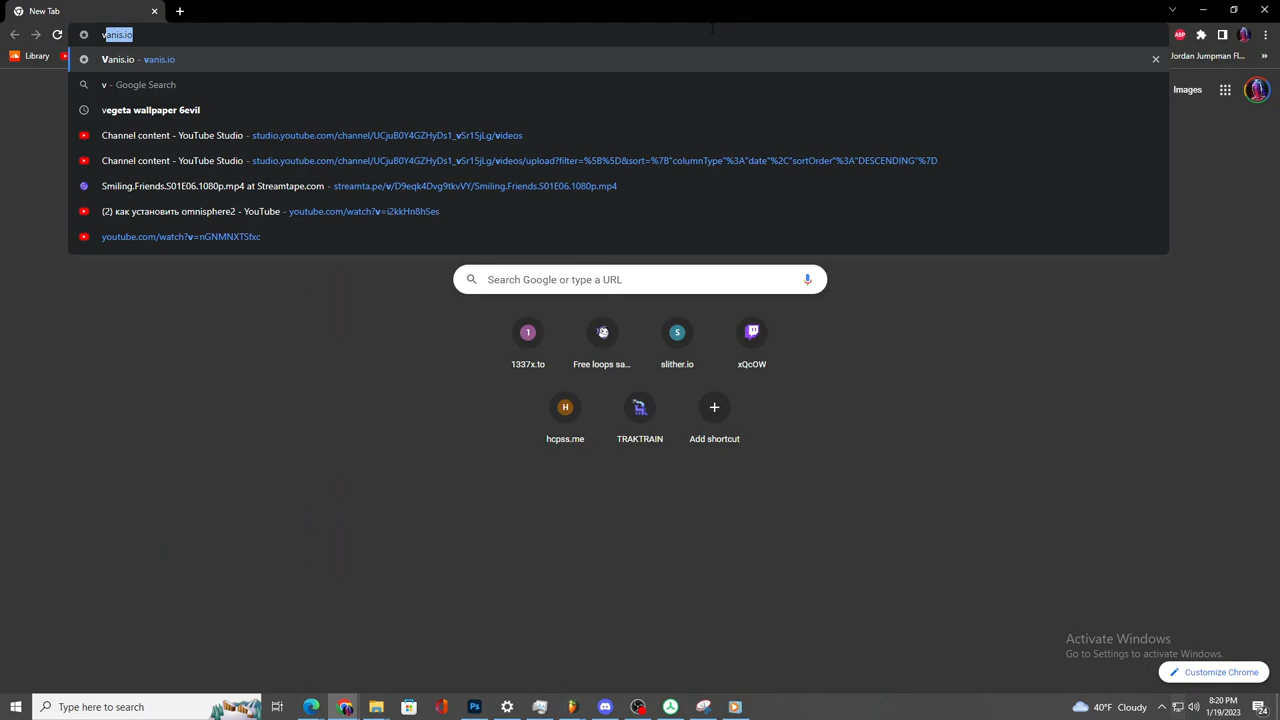 New Tab
vanis.io
Library
Jordan Jumpman Fl...
»
Vanis.io - vanis.io
v - Google Search
vegeta wallpaper 6evil
Channel content - YouTube Studio - studio.youtube.com/channel/UCjuB0Y4GZHyDs1_vSr15jLg/videos
Channel content - YouTube Studio - studio.youtube.com/channel/UCjuB0Y4GZHyDs1_vSr15jLg/videos/upload?filter=%5B%5D&sort=%7B"columnType"%3A"date"%2C"sortOrder"%3A"DESCENDING"%7D
Smiling.Friends.S01E06.1080p.mp4 at Streamtape.com - streamta.pe/v/D9eqk4Dvg9tkvVY/Smiling.Friends.S01E06.1080p.mp4
(2) как установить omnisphere2 - YouTube - youtube.com/watch?v=i2kkHn8hSes
youtube.com/watch?v=nGNMNXTSfxc
Images
Search Google or type a URL
1337x.to
Free loops sa...
slither.io
xQcOW
hcpss.me
TRAKTRAIN
Add shortcut
Activate Windows
Go to Settings to activate Windows.
Customize Chrome
Type here to search
40°F Cloudy
8:20 PM
1/19/2023
24